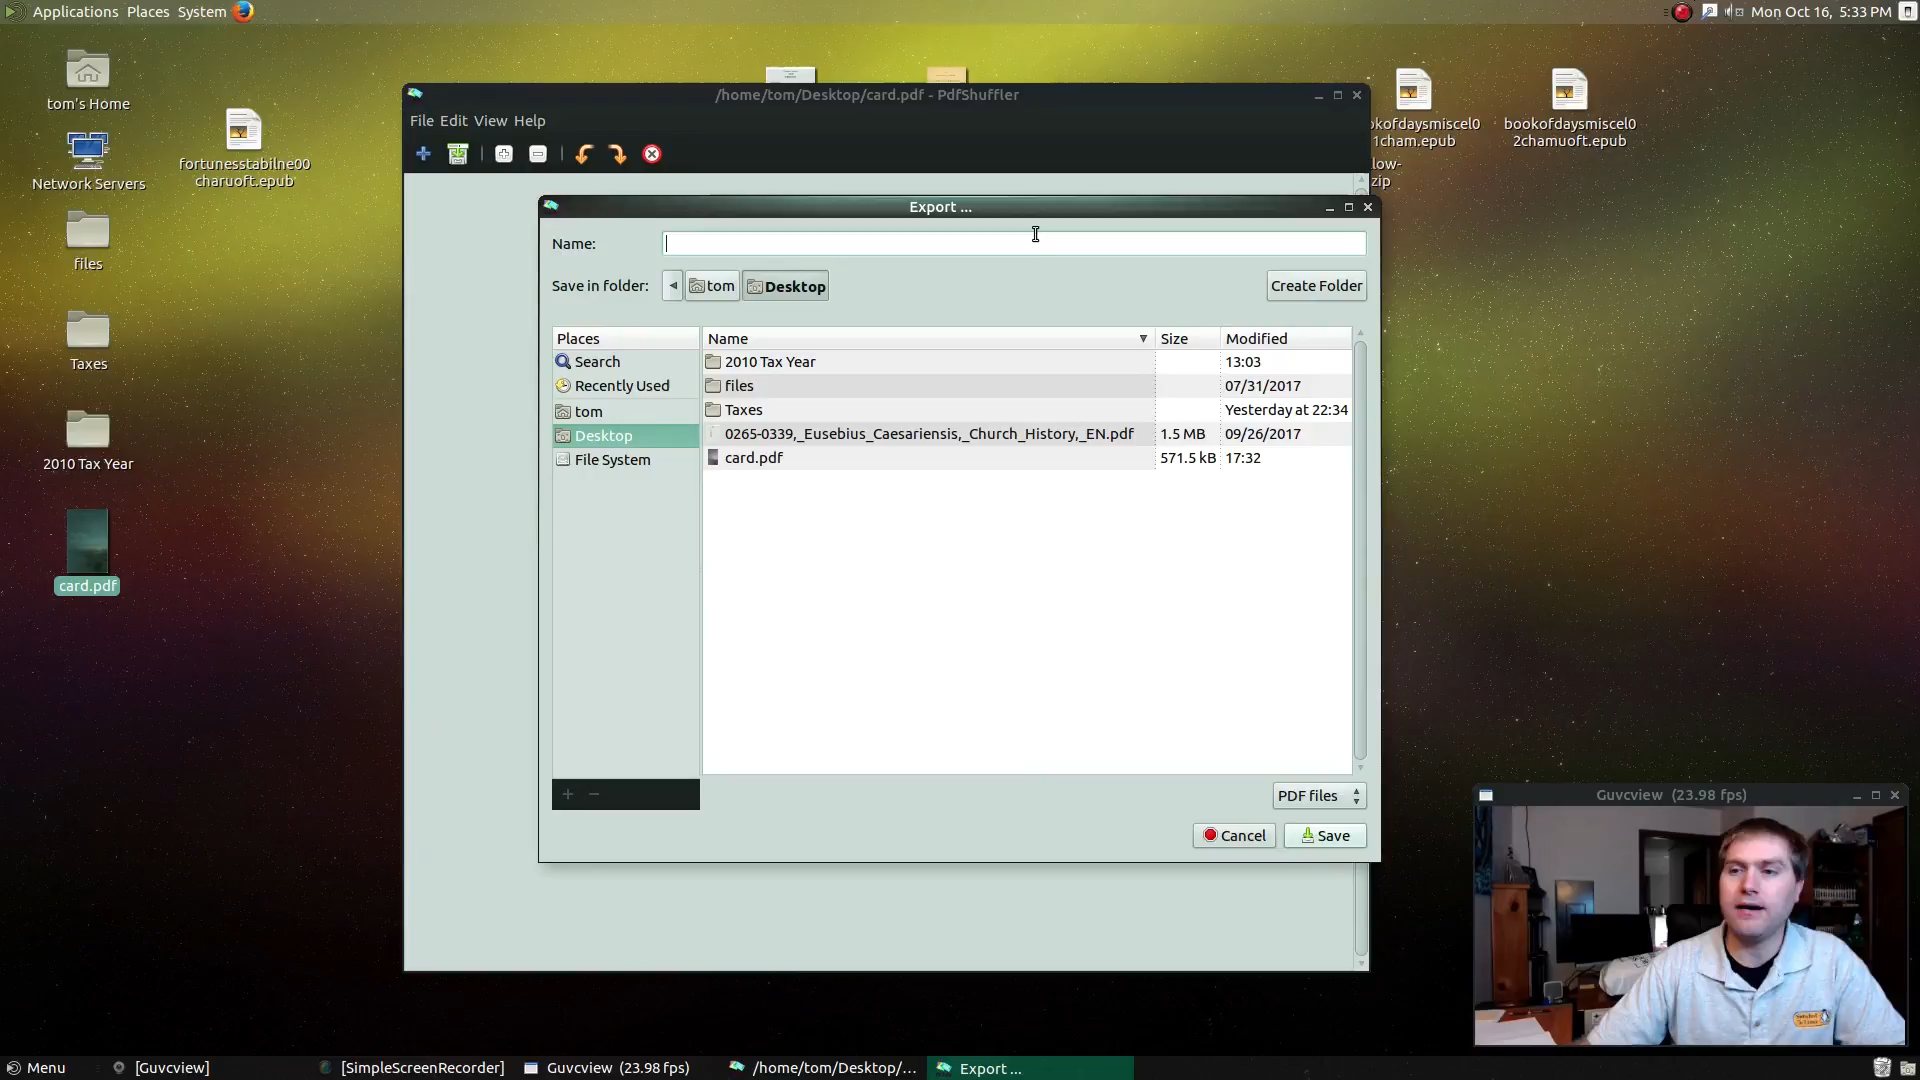 Applications Places System
Mon Oct 16, 5:33 PM
tom's Home
Network Servers
files
Taxes
2010 Tax Year
card.pdf
fortunesstabilne00
charuoft.epub
okofdaysmiscel0
1cham.epub
low-
zip
bookofdaysmiscel0
2chamuoft.epub
/home/tom/Desktop/card.pdf - PdfShuffler
File Edit View Help
Export ...
Name:
Save in folder: tom Desktop Create Folder
Places
Search
Recently Used
tom
Desktop
File System
Name Size Modified
2010 Tax Year 13:03
files 07/31/2017
Taxes Yesterday at 22:34
0265-0339,_Eusebius_Caesariensis,_Church_History,_EN.pdf 1.5 MB 09/26/2017
card.pdf 571.5 kB 17:32
PDF files
Cancel Save
Guvcview (23.98 fps)
Menu [Guvcview] [SimpleScreenRecorder] Guvcview (23.98 fps) /home/tom/Desktop/... Export ...